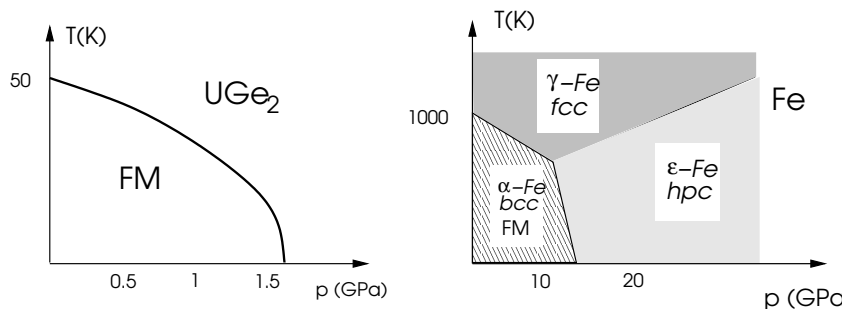 T(K)
50
UGe2
FM
0.5
1
1.5
p (GPa)
T(K)
1000
γ–Fe
fcc
Fe
α–Fe
bcc
FM
ε–Fe
hpc
10
20
p (GPa)